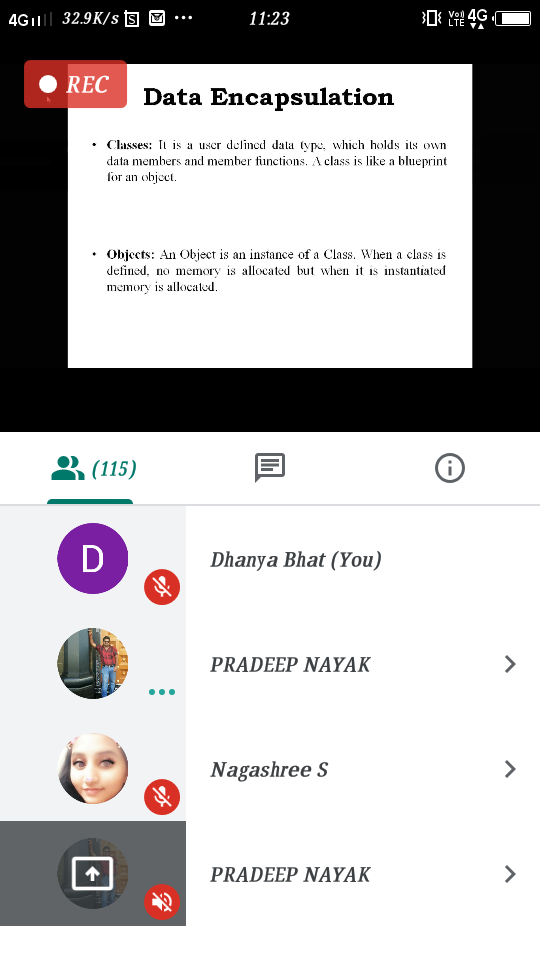 4G 32.9K/s S ••• 11:23 Vo) LTE 4G
REC
Data Encapsulation
• Classes: It is a user defined data type, which holds its own
data members and member functions. A class is like a blueprint
for an object.
• Objects: An Object is an instance of a Class. When a class is
defined, no memory is allocated but when it is instantiated
memory is allocated.
(115)
D
Dhanya Bhat (You)
PRADEEP NAYAK
Nagashree S
PRADEEP NAYAK